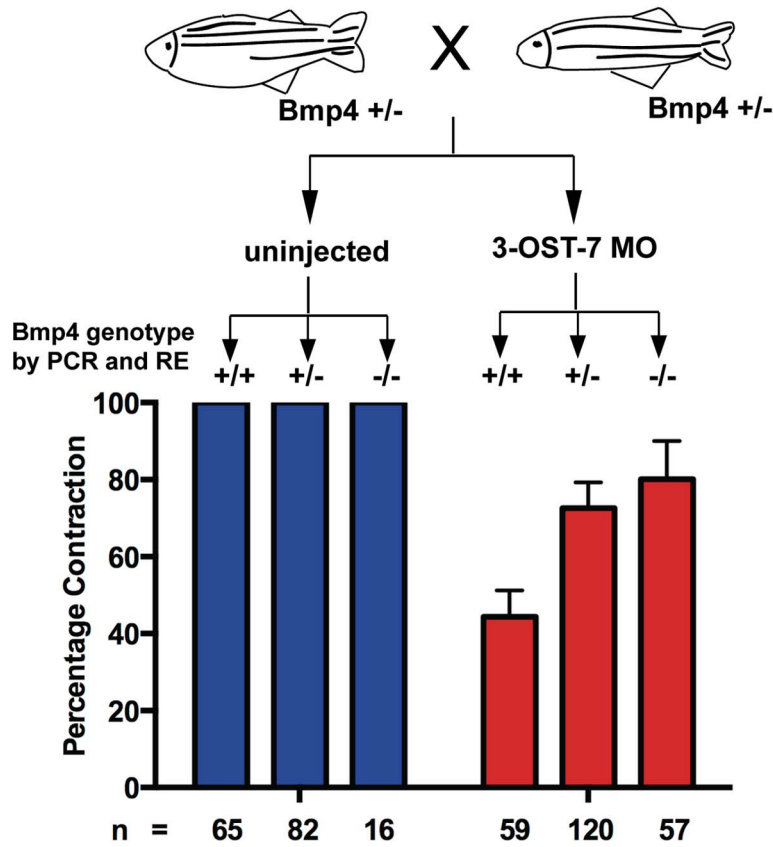 X
Bmp4 +/- Bmp4 +/-
uninjected 3-OST-7 MO
Bmp4 genotype
by PCR and RE
+/+ +/- -/- +/+ +/- -/-
Percentage Contraction
100
80
60
40
20
0
n = 65 82 16 59 120 57